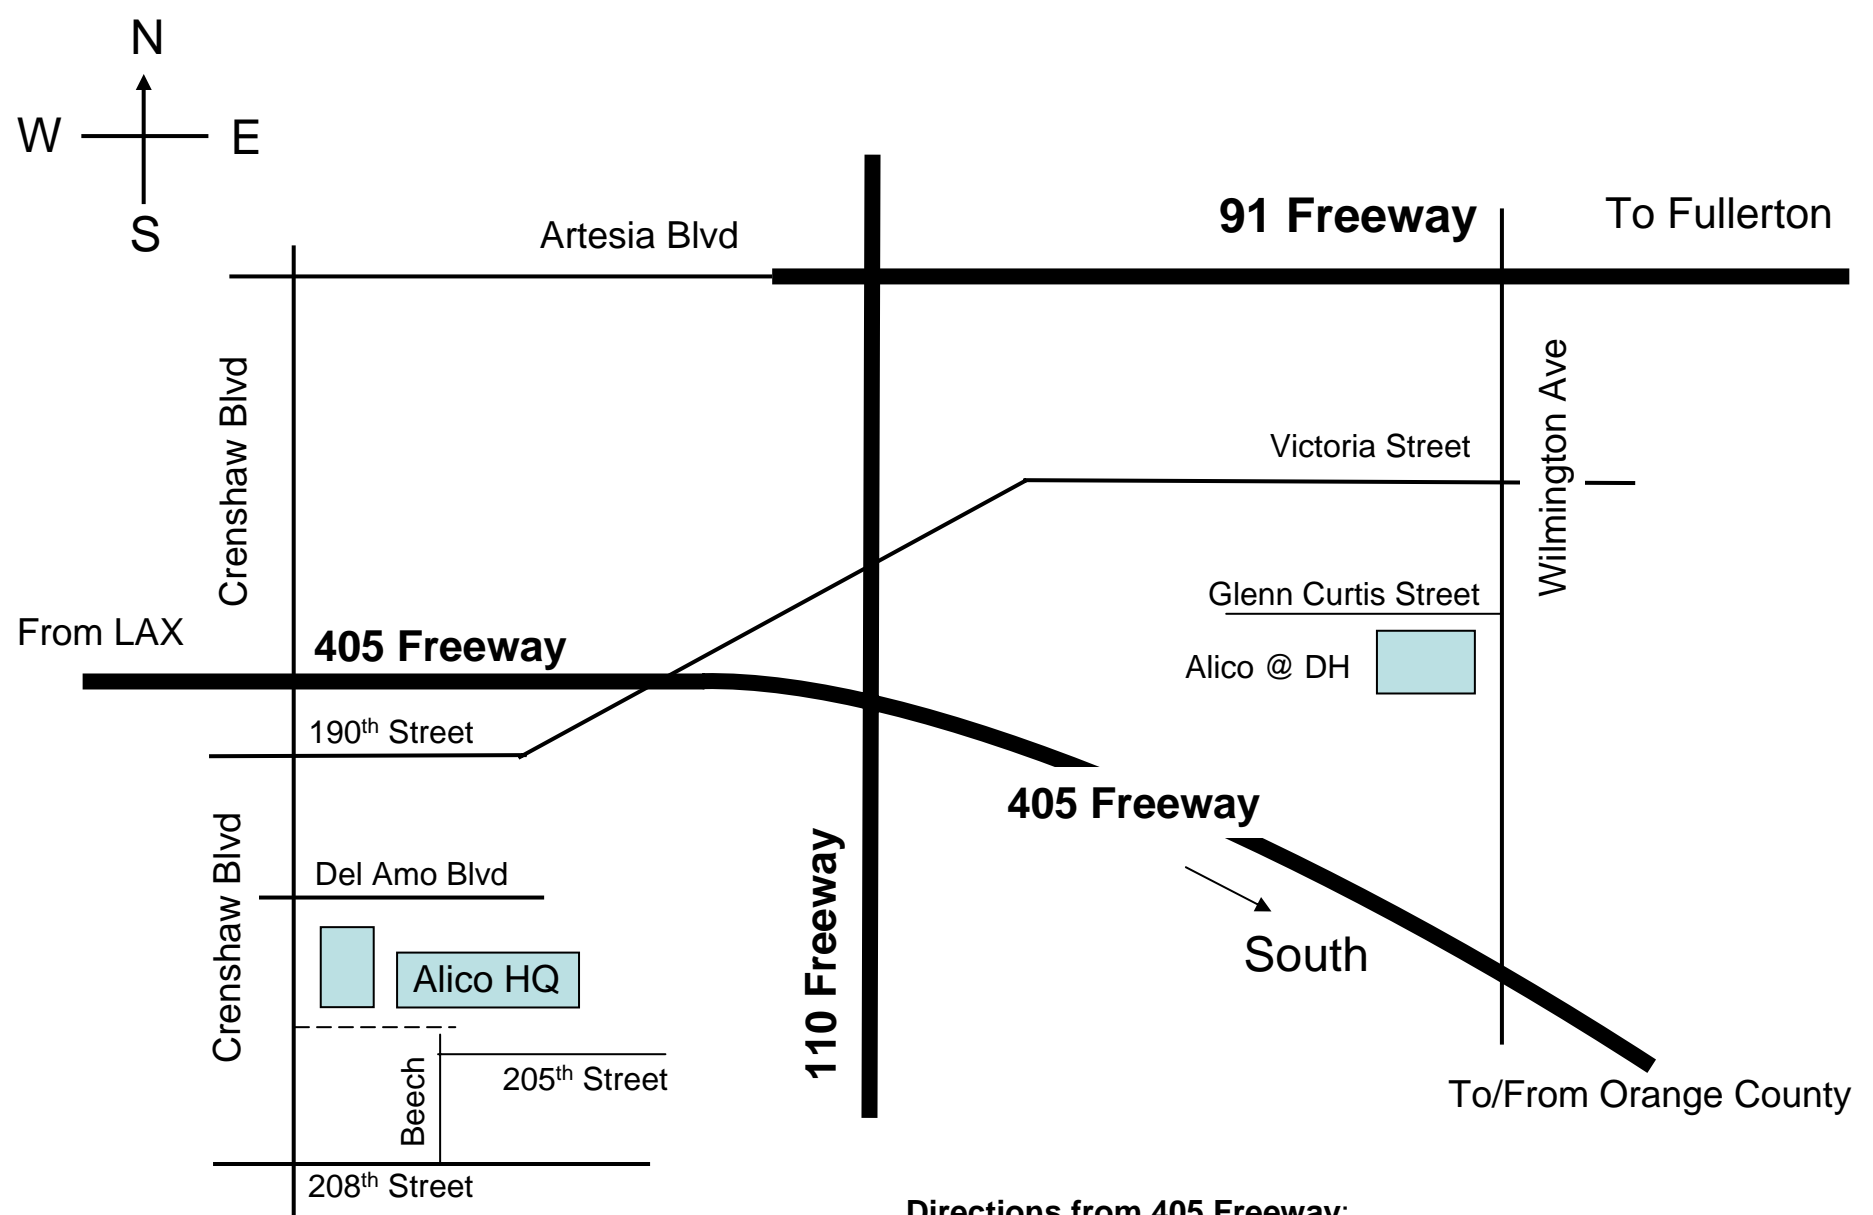 N
W
E
S
Artesia Blvd
91 Freeway
To Fullerton
Crenshaw Blvd
Victoria Street
Wilmington Ave
Glenn Curtis Street
From LAX
405 Freeway
Alico @ DH
190th Street
405 Freeway
Crenshaw Blvd
Del Amo Blvd
110 Freeway
South
Alico HQ
Beech
205th Street
To/From Orange County
208th Street
Directions from 405 Freeway: